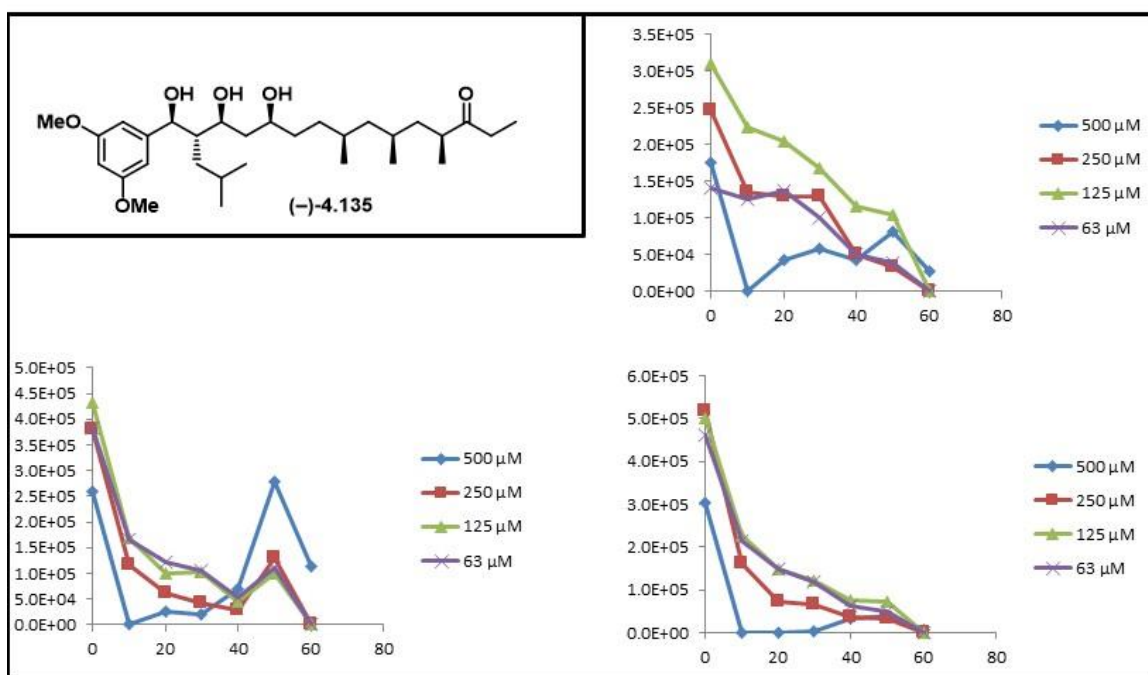 OH OH OH O
MeO
OMe
(–)-4.135
3.5E+05
3.0E+05
2.5E+05
2.0E+05
1.5E+05
1.0E+05
5.0E+04
0.0E+00
0 20 40 60 80
500 µM
250 µM
125 µM
63 µM
5.0E+05
4.5E+05
4.0E+05
3.5E+05
3.0E+05
2.5E+05
2.0E+05
1.5E+05
1.0E+05
5.0E+04
0.0E+00
0 20 40 60 80
500 µM
250 µM
125 µM
63 µM
6.0E+05
5.0E+05
4.0E+05
3.0E+05
2.0E+05
1.0E+05
0.0E+00
0 20 40 60 80
500 µM
250 µM
125 µM
63 µM